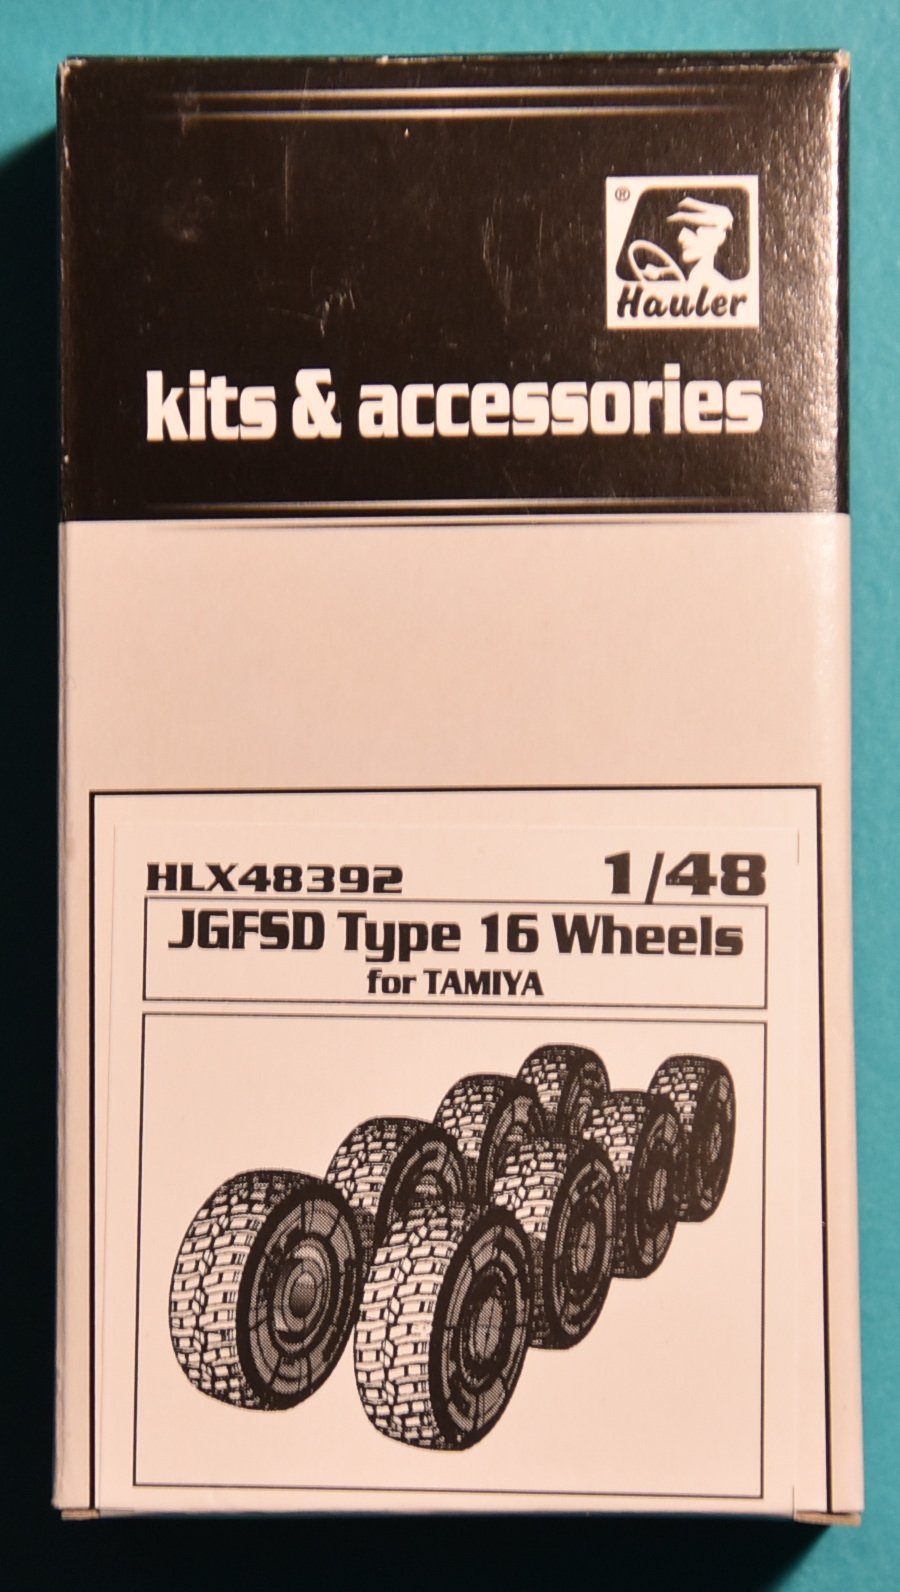 ®
Hauler
kits & accessories
HLX48392 1/48
JGFSD Type 16 Wheels
for TAMIYA